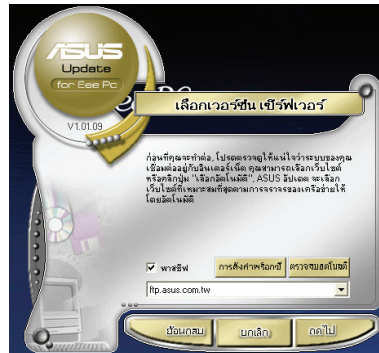 ASUS
Update
for Eee Pc
V1.01.09
เลือกเวอร์ชั่น เซิร์ฟเวอร์
ก่อนที่คุณจะทำต่อ, โปรดตรวจดูให้แน่ใจว่าระบบของคุณ
เชื่อมต่ออยู่กับอินเตอร์เน็ต คุณสามารถเลือกเว็บไซต์
หรือคลิกปุ่ม "เลือกอัตโนมัติ", ASUS อัปเดต จะเลือก
เว็บไซต์ที่เหมาะสมที่สุดตามการจราจรของเครือข่ายให้
โดยอัตโนมัติ
พาสซีฟ
การตั้งค่าพร็อกซี่ ตรวจจับอัตโนมัติ
ftp.asus.com.tw
ย้อนกลับ ยกเลิก ถัดไป